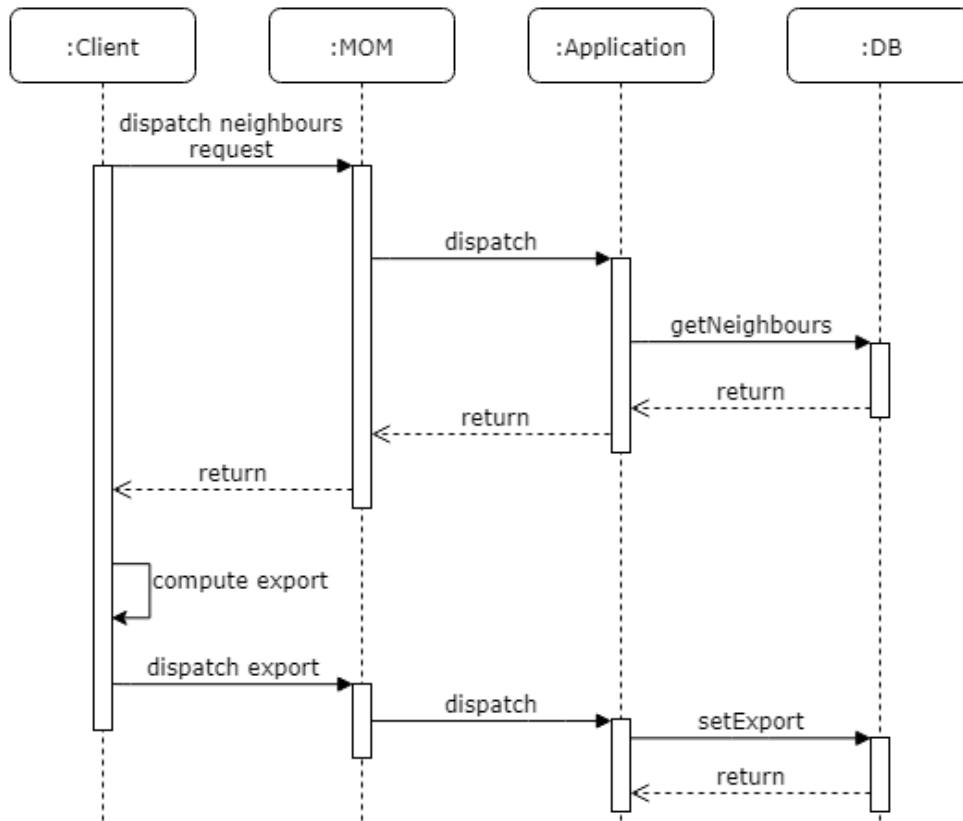 :Client
:MOM
:Application
:DB
dispatch neighbours
request
dispatch
getNeighbours
return
return
return
compute export
dispatch export
dispatch
setExport
return